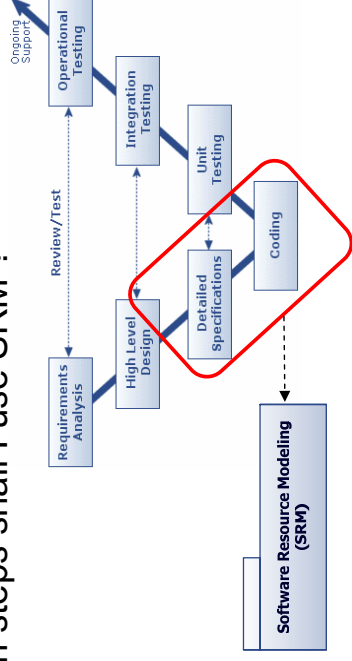 steps shall I use SRM ?
Ongoing
Support
Requirements
Analysis
Review/Test
Operational
Testing
High Level
Design
Integration
Testing
Detailed
Specifications
Unit
Testing
Coding
Software Resource Modeling
(SRM)